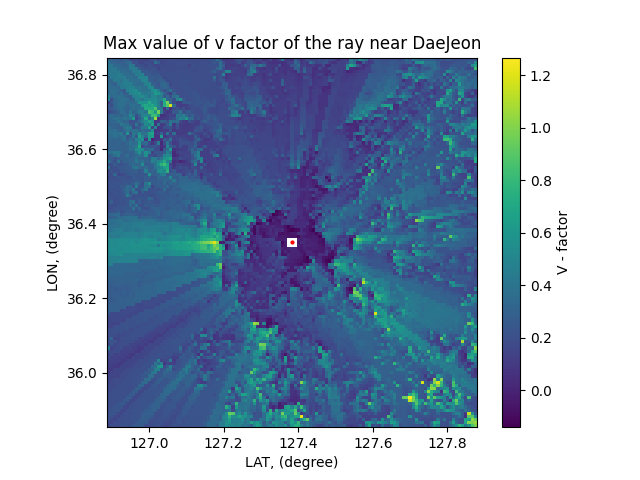 Max value of v factor of the ray near DaeJeon
36.8
36.6
36.4
36.2
36.0
LON, (degree)
127.0 127.2 127.4 127.6 127.8
LAT, (degree)
1.2
1.0
0.8
0.6
0.4
0.2
0.0
V - factor